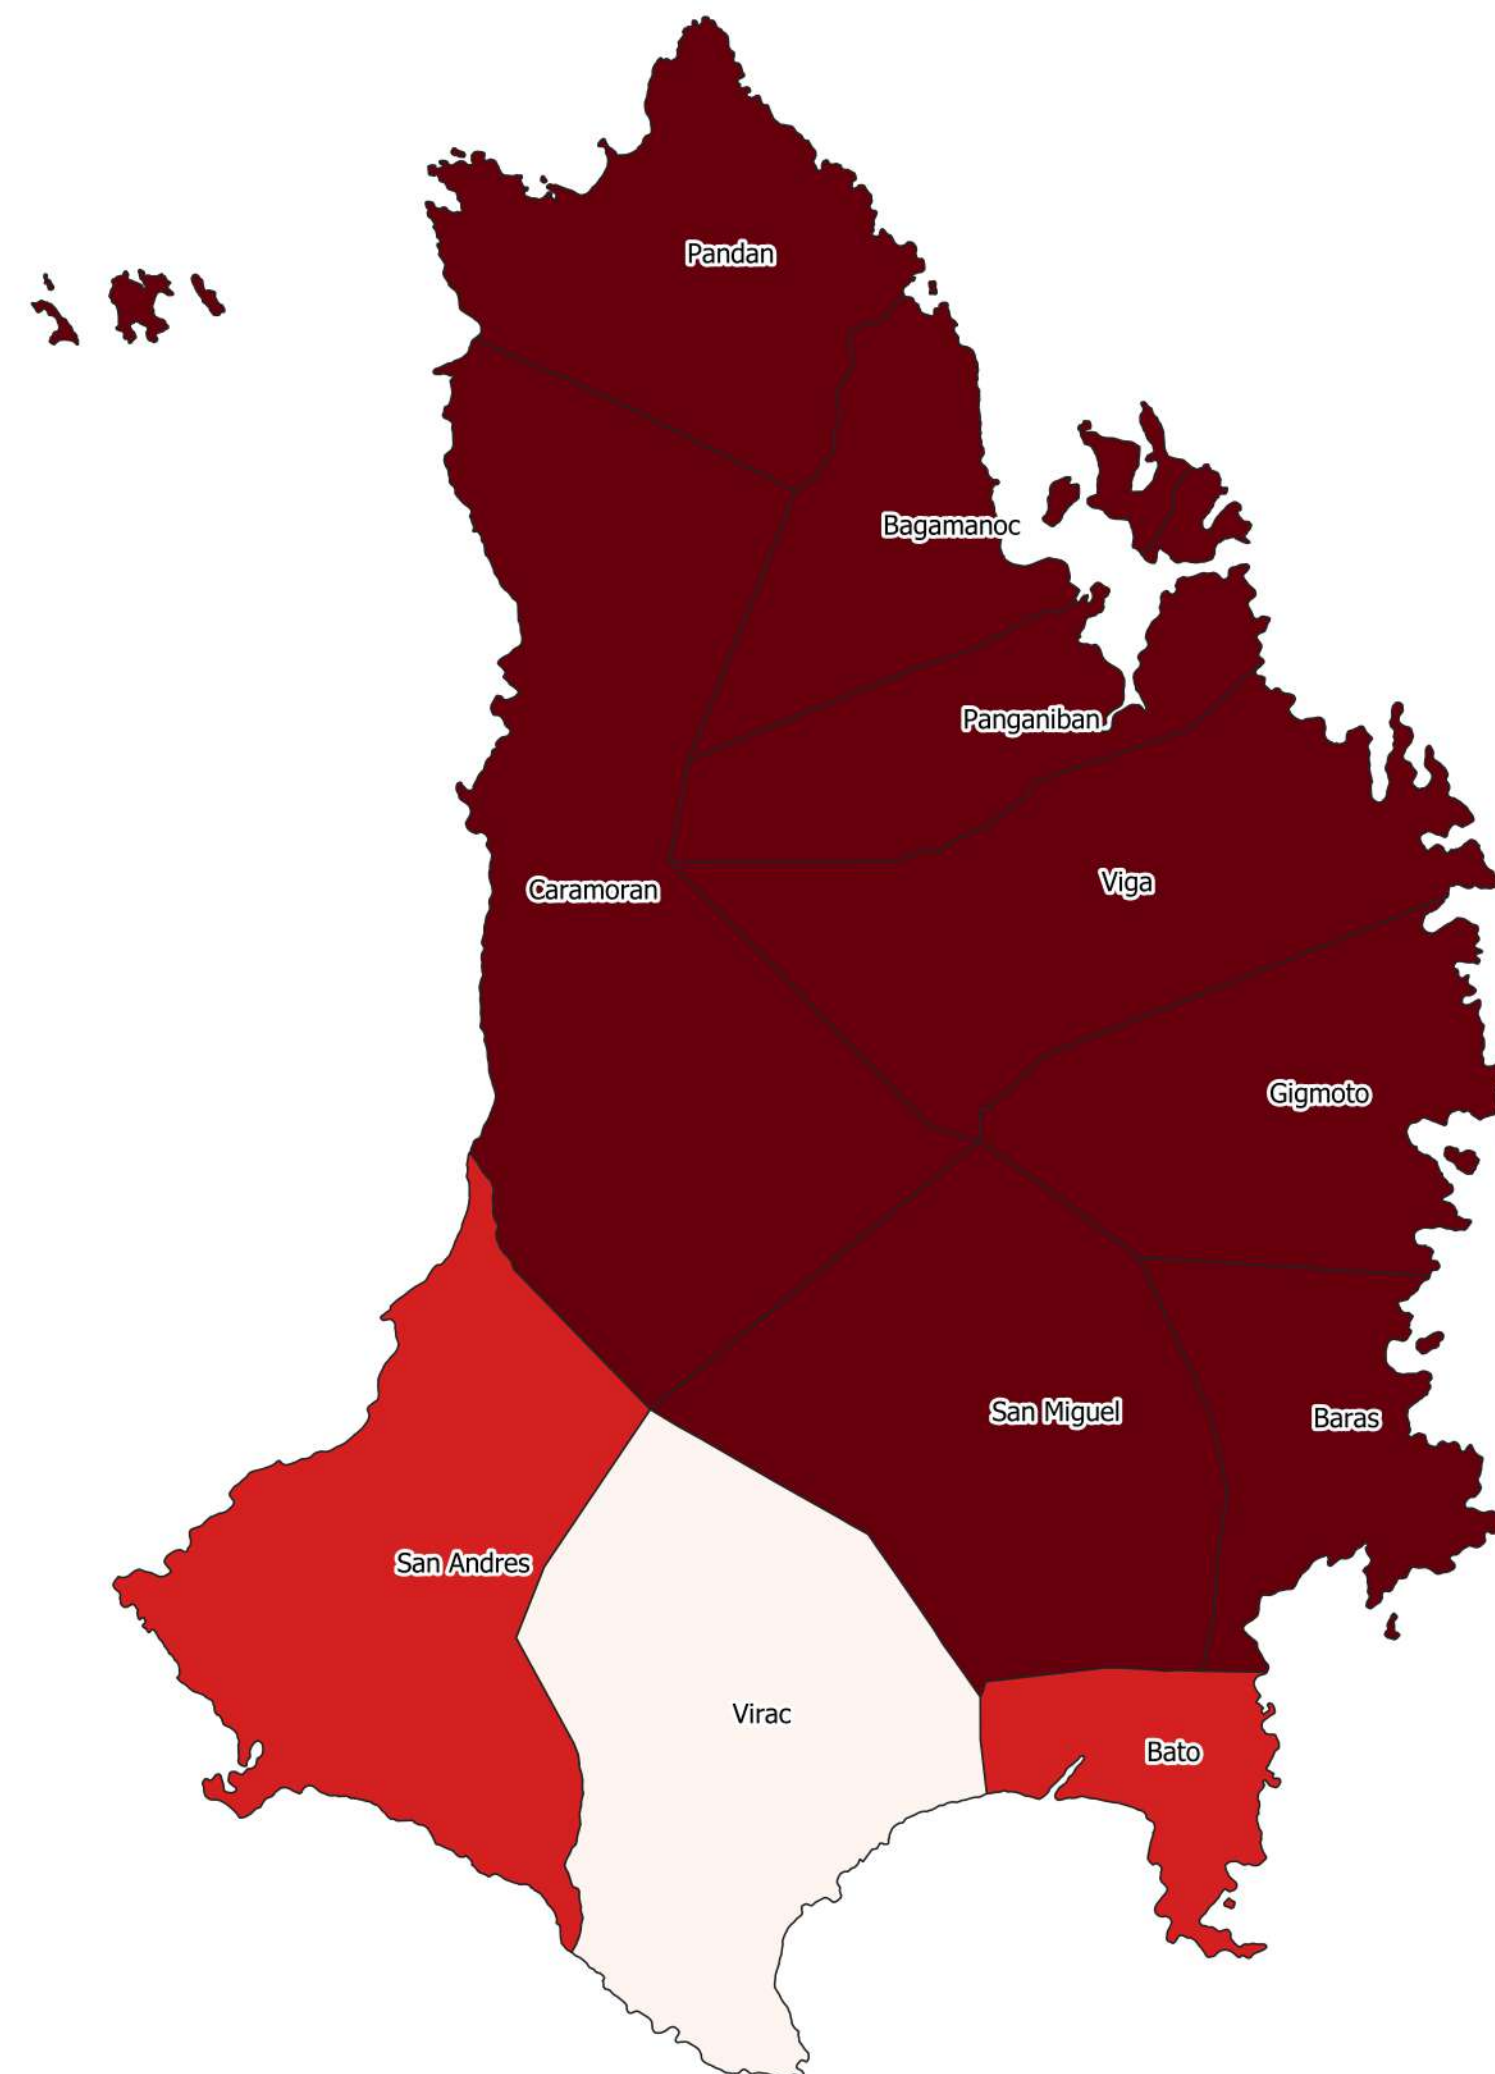 Pandan
Bagamanoc
Panganiban
Viga
Caramoran
Gigmoto
San Miguel
Baras
San Andres
Virac
Bato